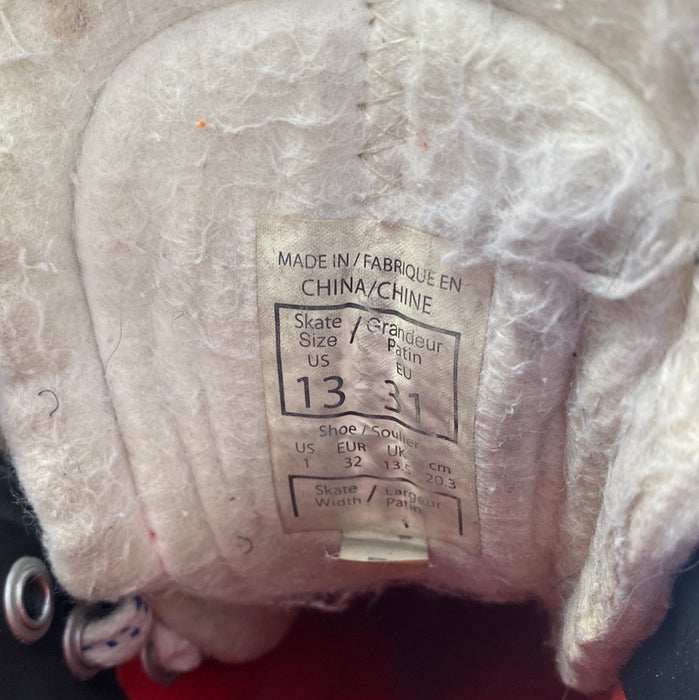 MADE IN / FABRIQUE EN
CHINA/CHINE
Skate / Grandeur
Size Patin
US EU
13 31
Shoe / Soulier
US EUR UK cm
1 32 13.5 20.3
Skate / Largeur
Width Patin